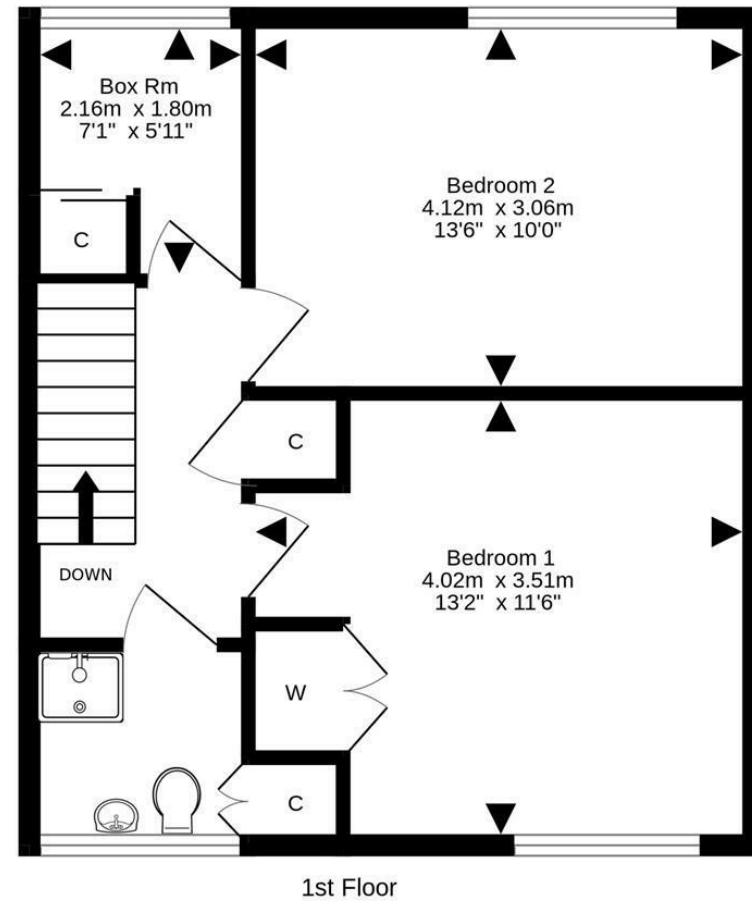 Box Rm
2.16m x 1.80m
7'1" x 5'11"
Bedroom 2
4.12m x 3.06m
13'6" x 10'0"
C
C
Bedroom 1
4.02m x 3.51m
13'2" x 11'6"
DOWN
W
C
1st Floor